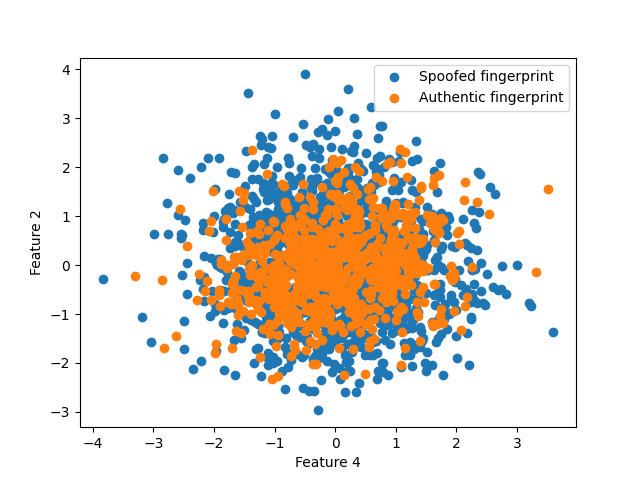 Spoofed fingerprint
Authentic fingerprint
4
3
2
1
0
−1
−2
−3
Feature 2
−4 −3 −2 −1 0 1 2 3
Feature 4